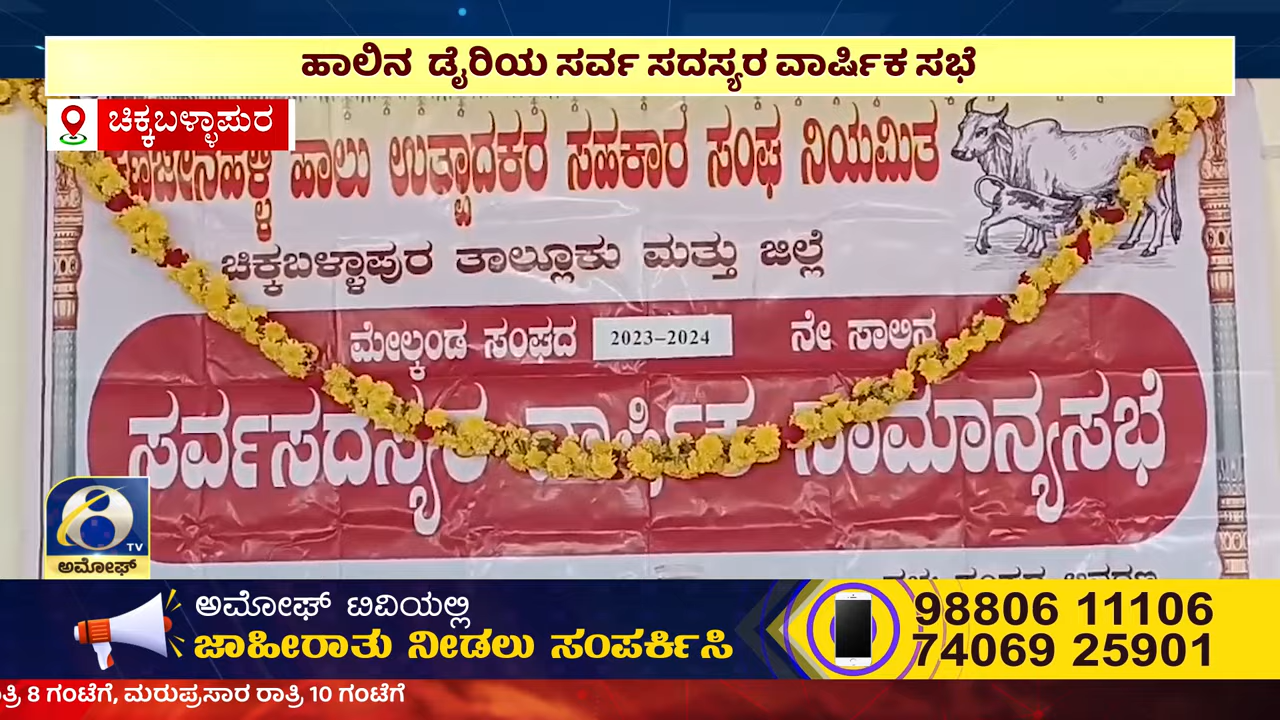 ಹಾಲಿನ ಡೈರಿಯ ಸರ್ವ ಸದಸ್ಯರ ವಾರ್ಷಿಕ ಸಭೆ
ಚಿಕ್ಕಬಳ್ಳಾಪುರ
ಹಾಲು ಉತ್ಪಾದಕರ ಸಹಕಾರ ಸಂಘ ನಿಯಮಿತ
ಚಿಕ್ಕಬಳ್ಳಾಪುರ ತಾಲ್ಲೂಕು ಮತ್ತು ಜಿಲ್ಲೆ
ಮೇಲ್ಕಂಡ ಸಂಘದ 2023-2024 ನೇ ಸಾಲಿನ
ಸರ್ವಸದಸ್ಯರ ವಾರ್ಷಿಕ ಸಾಮಾನ್ಯಸಭೆ
TV
ಅಮೋಘ್
ಅಮೋಘ್ ಟಿವಿಯಲ್ಲಿ
ಜಾಹೀರಾತು ನೀಡಲು ಸಂಪರ್ಕಿಸಿ
98806 11106
74069 25901
8 ಗಂಟೆಗೆ, ಮರುಪ್ರಸಾರ ರಾತ್ರಿ 10 ಗಂಟೆಗೆ